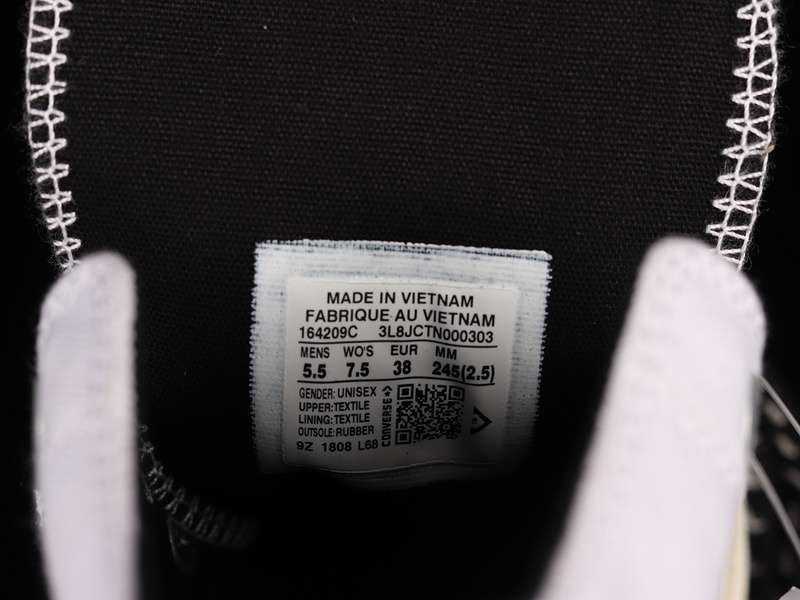 MADE IN VIETNAM
FABRIQUE AU VIETNAM
164209C 3L8JCTN000303
MENS WO'S EUR MM
5.5 7.5 38 245(2.5)
GENDER: UNISEX
UPPER:TEXTILE
LINING:TEXTILE
OUTSOLE:RUBBER
9Z 1808 L68
CONVERSE